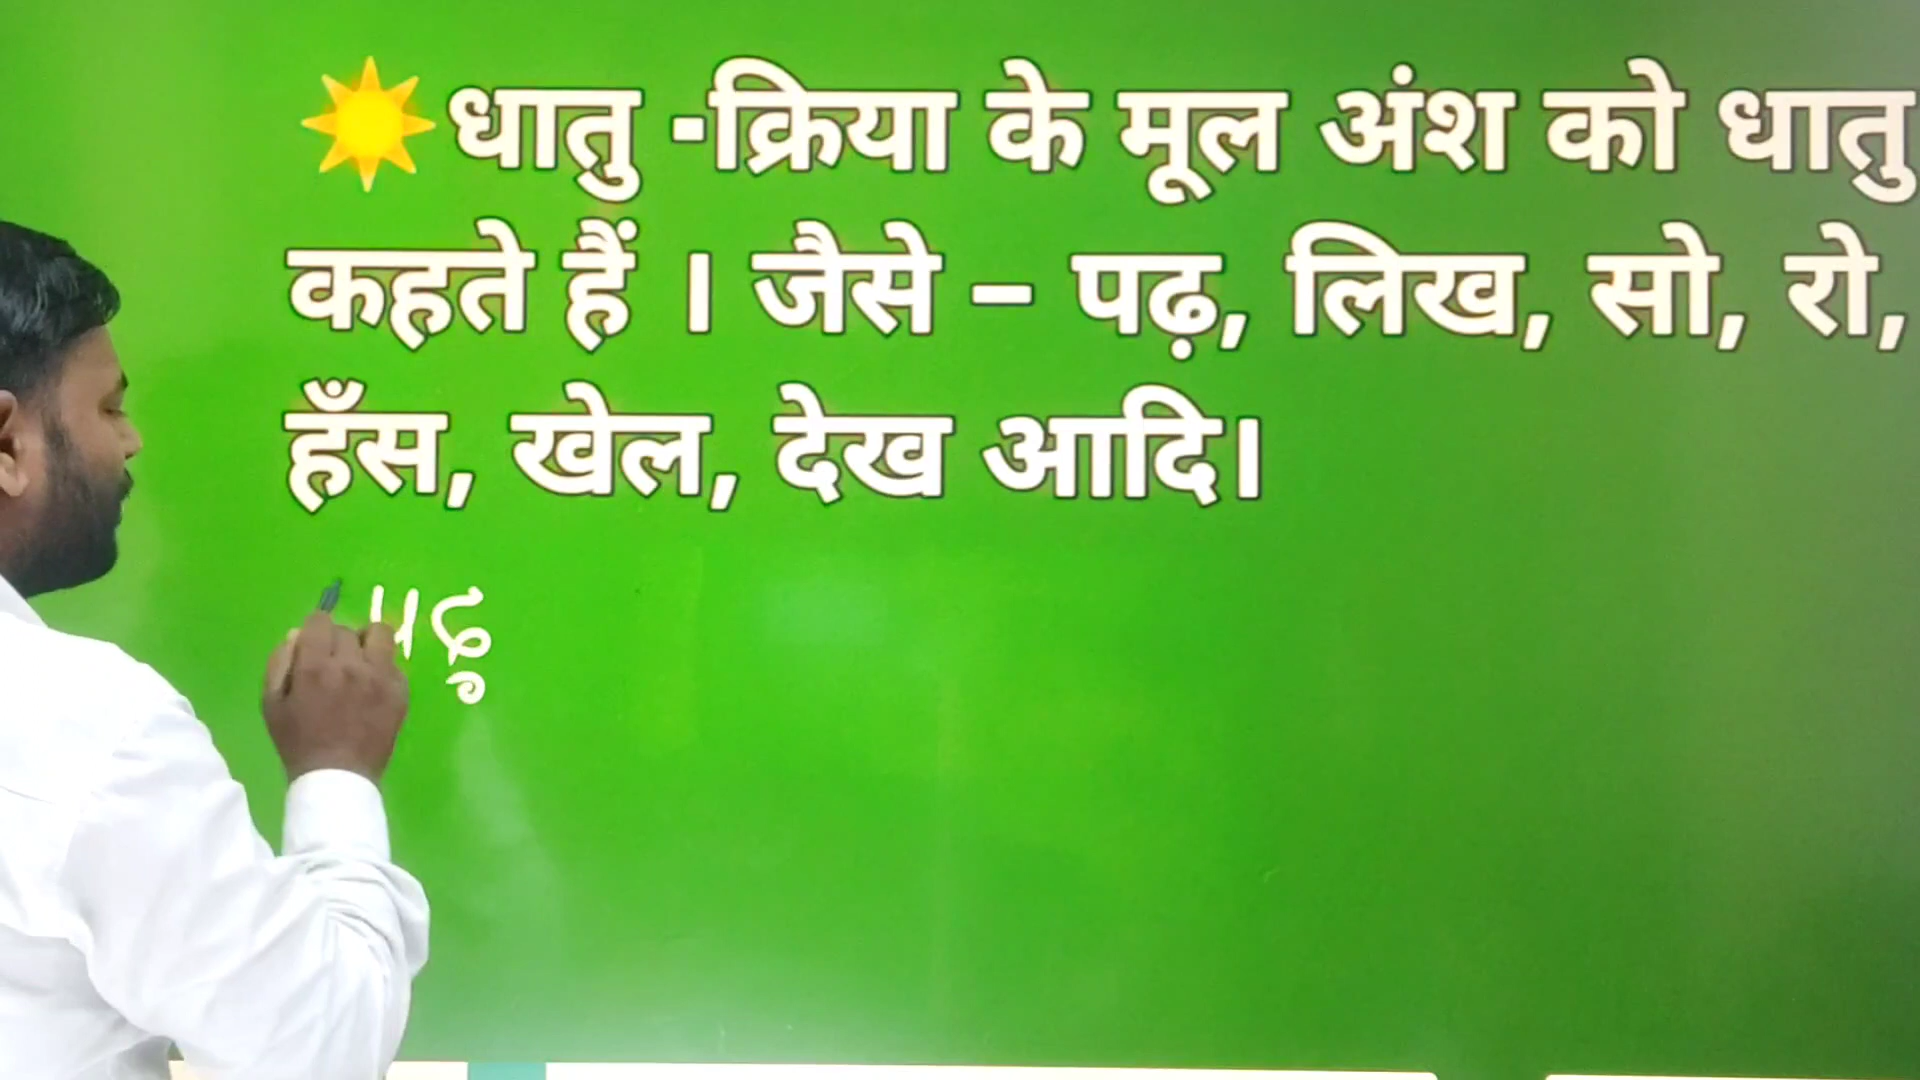 धातु -क्रिया के मूल अंश को धातु
कहते हैं । जैसे – पढ़, लिख, सो, रो,
हँस, खेल, देख आदि।
पढ़